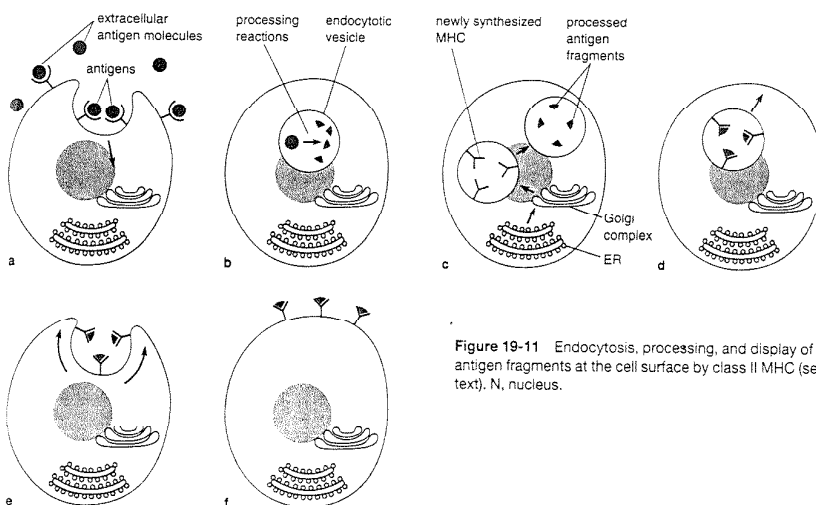 extracellular
antigen molecules
antigens
a
processing
reactions
endocytotic
vesicle
b
newly synthesized
MHC
processed
antigen
fragments
Golgi
complex
ER
c
d
e
f
Figure 19-11 Endocytosis, processing, and display of
antigen fragments at the cell surface by class II MHC (se
text). N, nucleus.